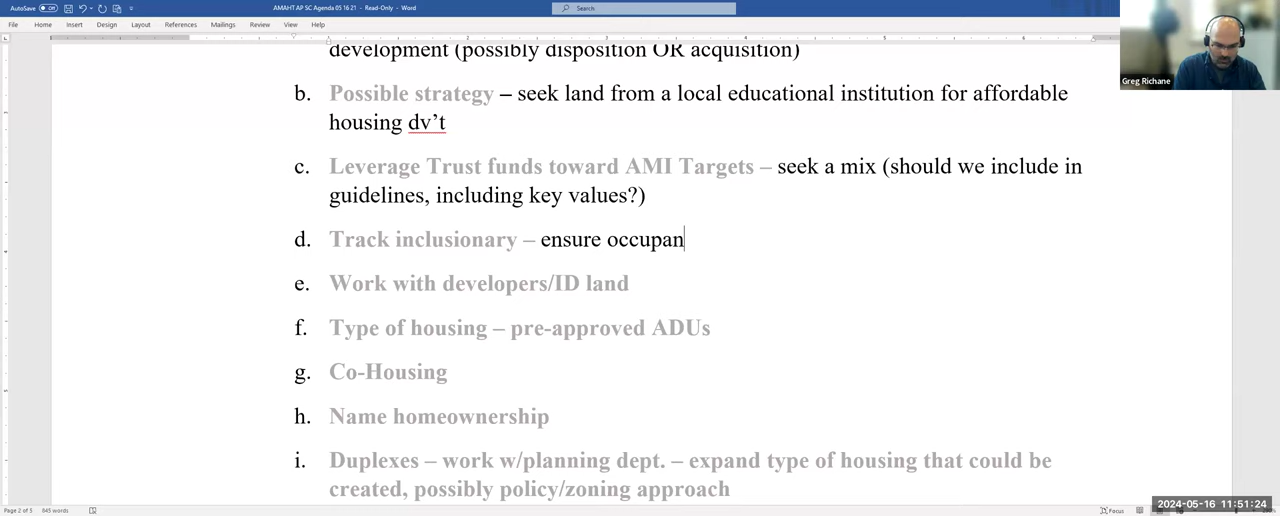 AutoSave Off AMAHT AP SC Agenda 05 16 21 - Read-Only - Word Search
File Home Insert Design Layout References Mailings Review View Help
development (possibly disposition OR acquisition)
b. Possible strategy – seek land from a local educational institution for affordable
housing dv’t
c. Leverage Trust funds toward AMI Targets – seek a mix (should we include in
guidelines, including key values?)
d. Track inclusionary – ensure occupan
e. Work with developers/ID land
f. Type of housing – pre-approved ADUs
g. Co-Housing
h. Name homeownership
i. Duplexes – work w/planning dept. – expand type of housing that could be
created, possibly policy/zoning approach
Greg Richane
Page 2 of 3 845 words Focus
2024-05-16 11:51:24